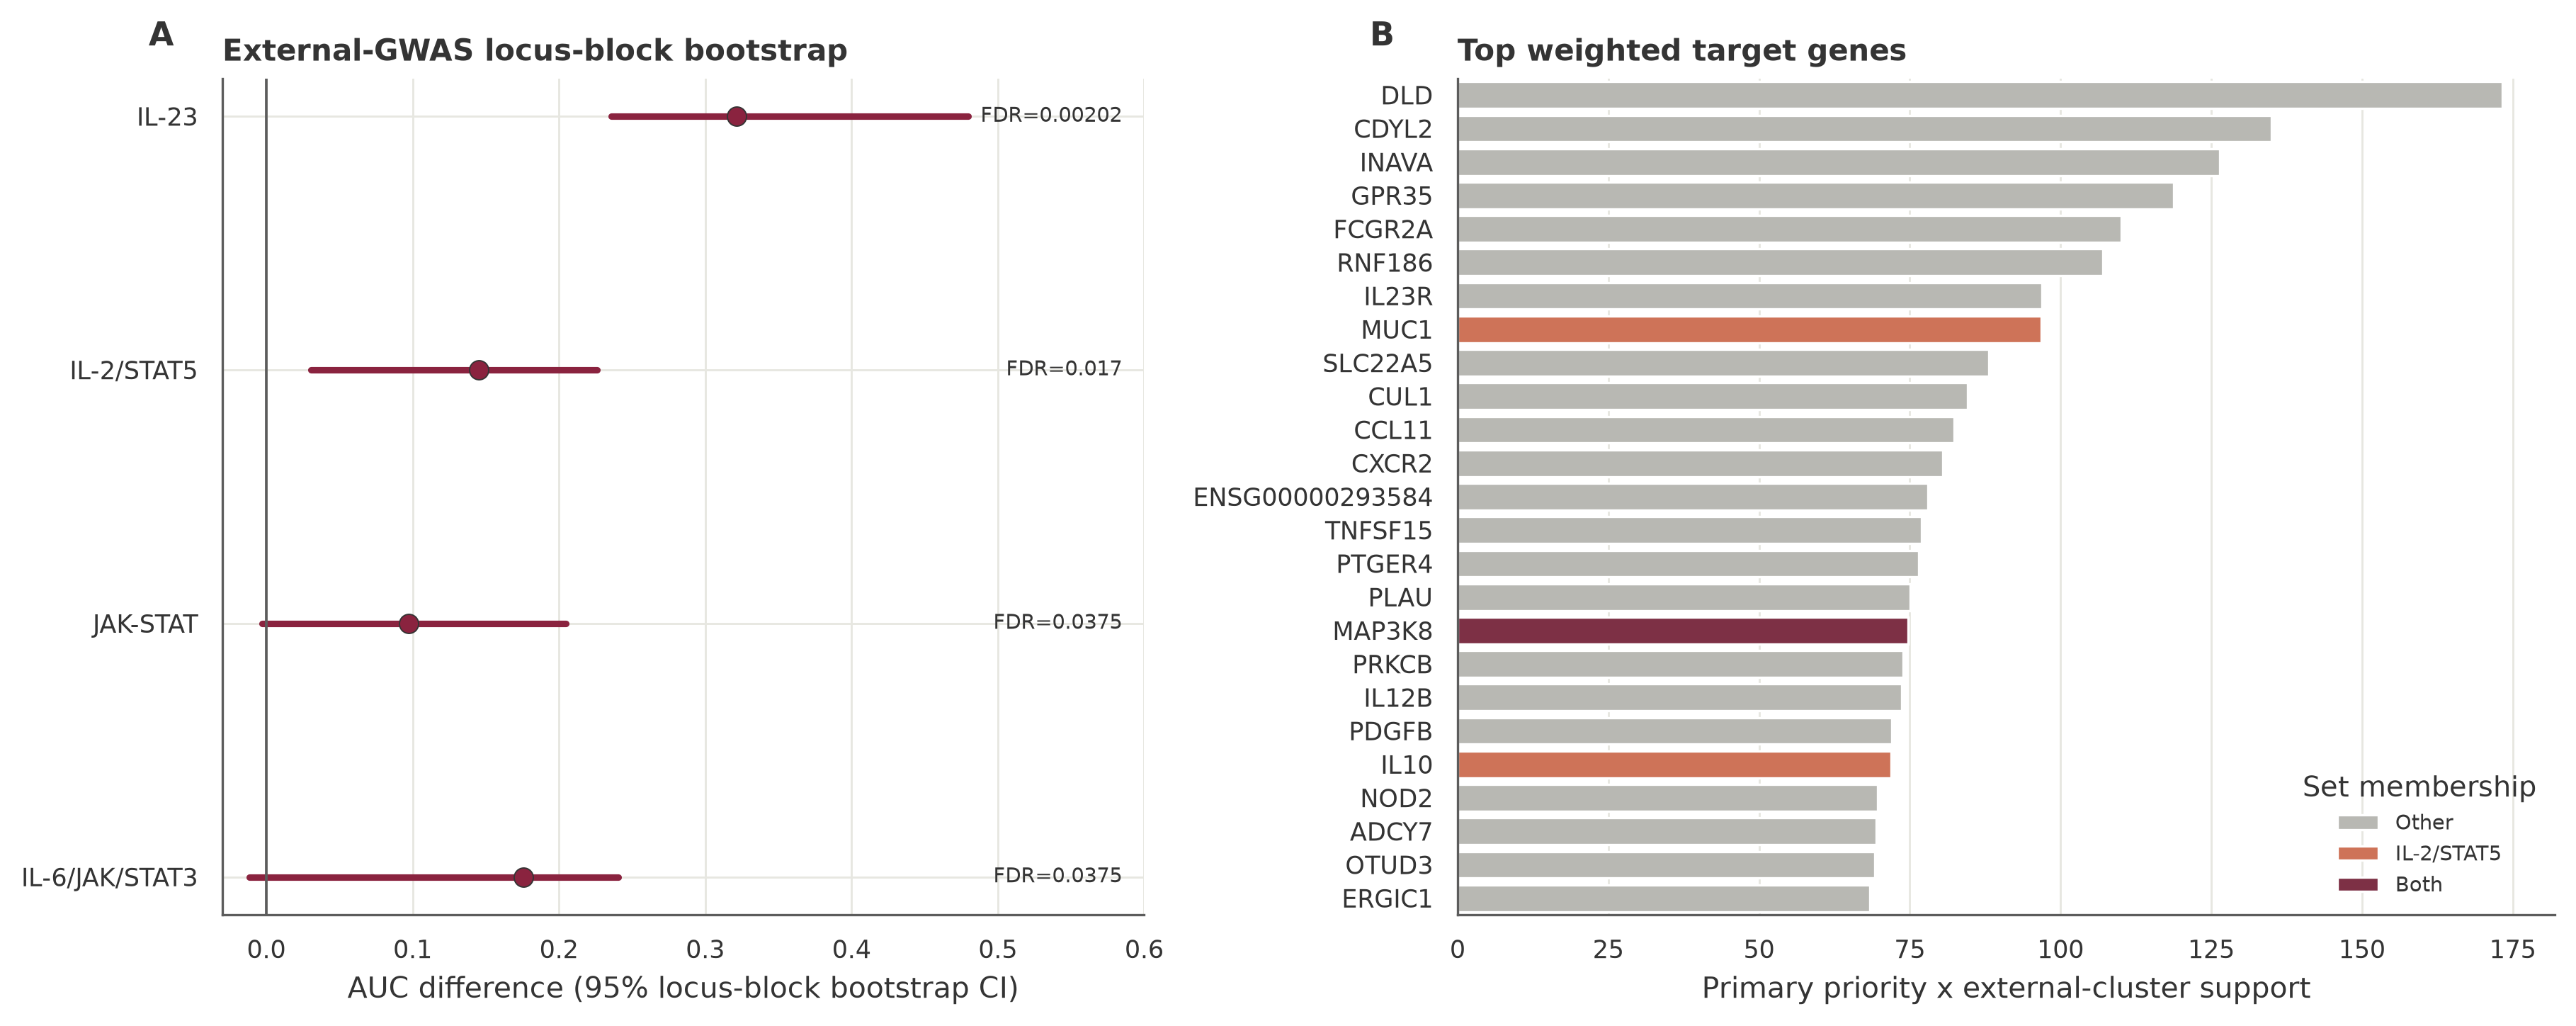 A
External-GWAS locus-block bootstrap
IL-23
FDR=0.00202
IL-2/STAT5
FDR=0.017
JAK-STAT
FDR=0.0375
IL-6/JAK/STAT3
FDR=0.0375
0.0 0.1 0.2 0.3 0.4 0.5 0.6
AUC difference (95% locus-block bootstrap CI)
B
Top weighted target genes
DLD
CDYL2
INAVA
GPR35
FCGR2A
RNF186
IL23R
MUC1
SLC22A5
CUL1
CCL11
CXCR2
ENSG00000293584
TNFSF15
PTGER4
PLAU
MAP3K8
PRKCB
IL12B
PDGFB
IL10
NOD2
ADCY7
OTUD3
ERGIC1
Set membership
Other
IL-2/STAT5
Both
0 25 50 75 100 125 150 175
Primary priority x external-cluster support